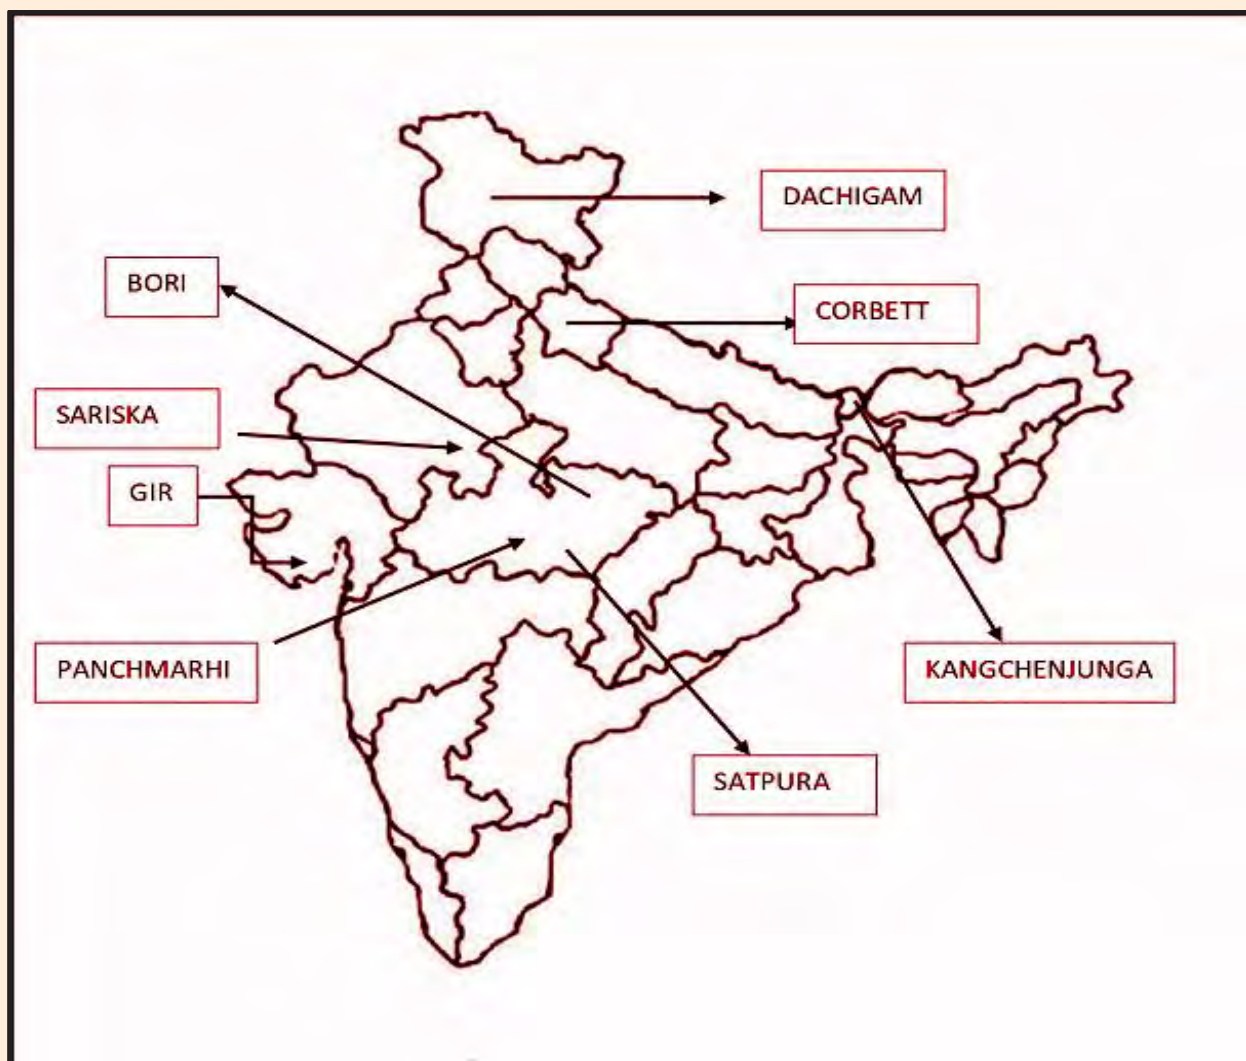 DACHIGAM
BORI
CORBETT
SARISKA
GIR
PANCHMARHI
KANGCHENJUNGA
SATPURA